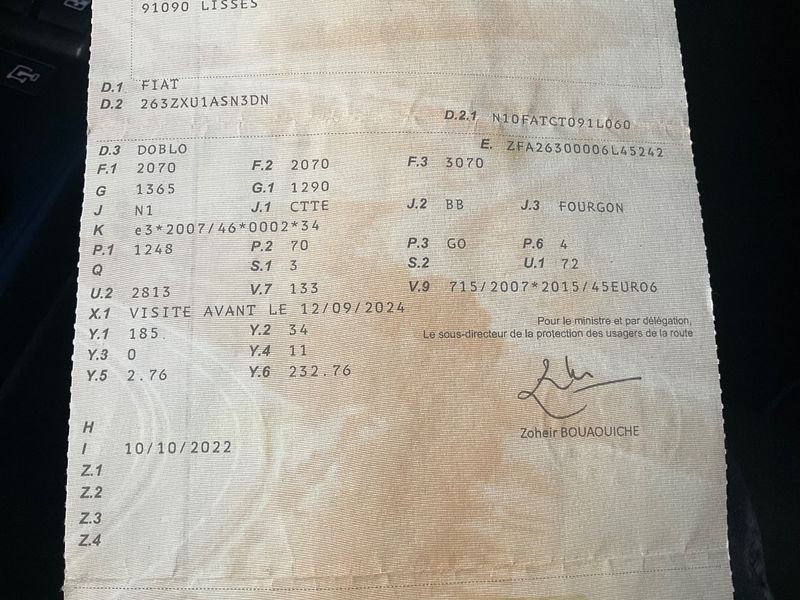 91090 LISSES
D.1 FIAT
D.2 263ZXU1ASN3DN
D.2.1 N10FATCT091L060
D.3 DOBLO E. ZFA26300006L45242
F.1 2070 F.2 2070 F.3 3070
G 1365 G.1 1290
J N1 J.1 CTTE J.2 BB J.3 FOURGON
K e3*2007/46*0002*34
P.1 1248 P.2 70 P.3 GO P.6 4
Q S.1 3 S.2 U.1 72
U.2 2813 V.7 133 V.9 715/2007*2015/45EURO6
X.1 VISITE AVANT LE 12/09/2024
Y.1 185 Y.2 34
Y.3 0 Y.4 11
Y.5 2.76 Y.6 232.76
Pour le ministre et par délégation,
Le sous-directeur de la protection des usagers de la route
Zoheir BOUAOUICHE
H
I 10/10/2022
Z.1
Z.2
Z.3
Z.4